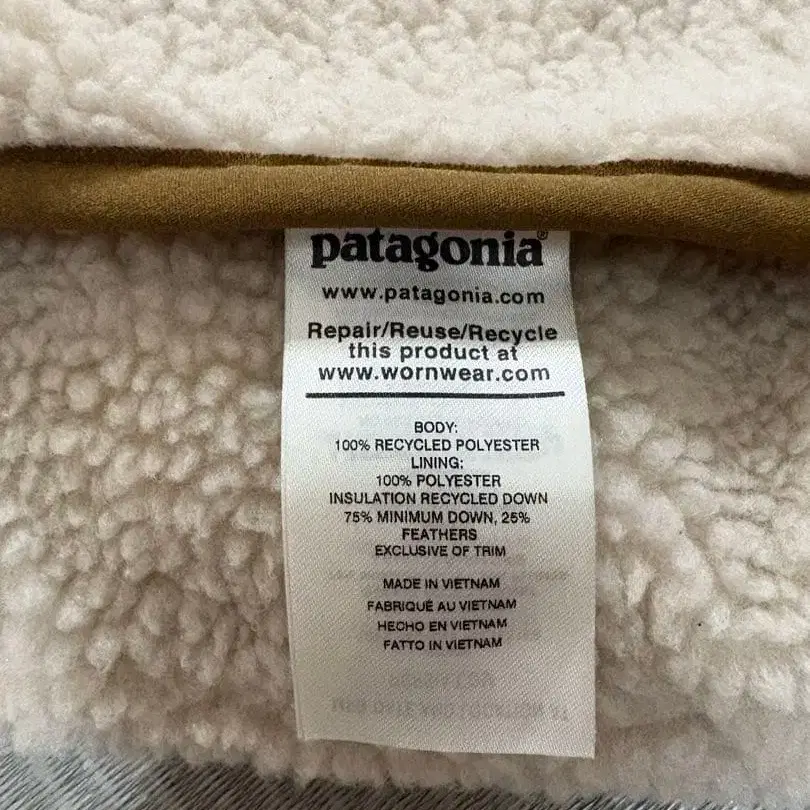 patagonia®
www.patagonia.com
Repair/Reuse/Recycle
this product at
www.wornwear.com
BODY:
100% RECYCLED POLYESTER
LINING:
100% POLYESTER
INSULATION RECYCLED DOWN
75% MINIMUM DOWN, 25%
FEATHERS
EXCLUSIVE OF TRIM
MADE IN VIETNAM
FABRIQUÉ AU VIETNAM
HECHO EN VIETNAM
FATTO IN VIETNAM